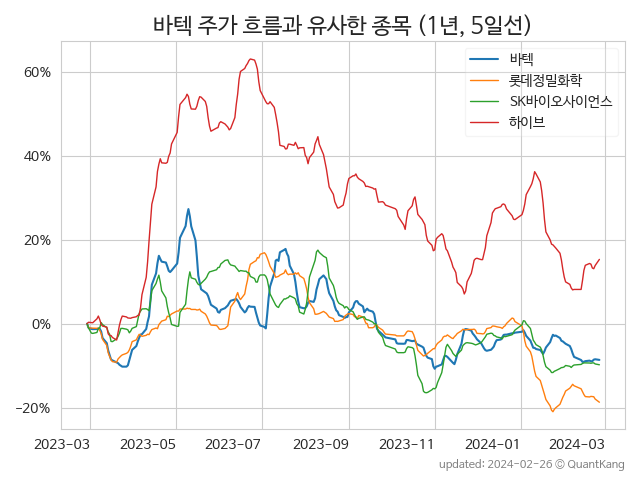 바텍 주가 흐름과 유사한 종목 (1년, 5일선)
바텍
롯데정밀화학
SK바이오사이언스
하이브
60%
40%
20%
0%
−20%
2023-03 2023-05 2023-07 2023-09 2023-11 2024-01 2024-03
updated: 2024-02-26 © QuantKang